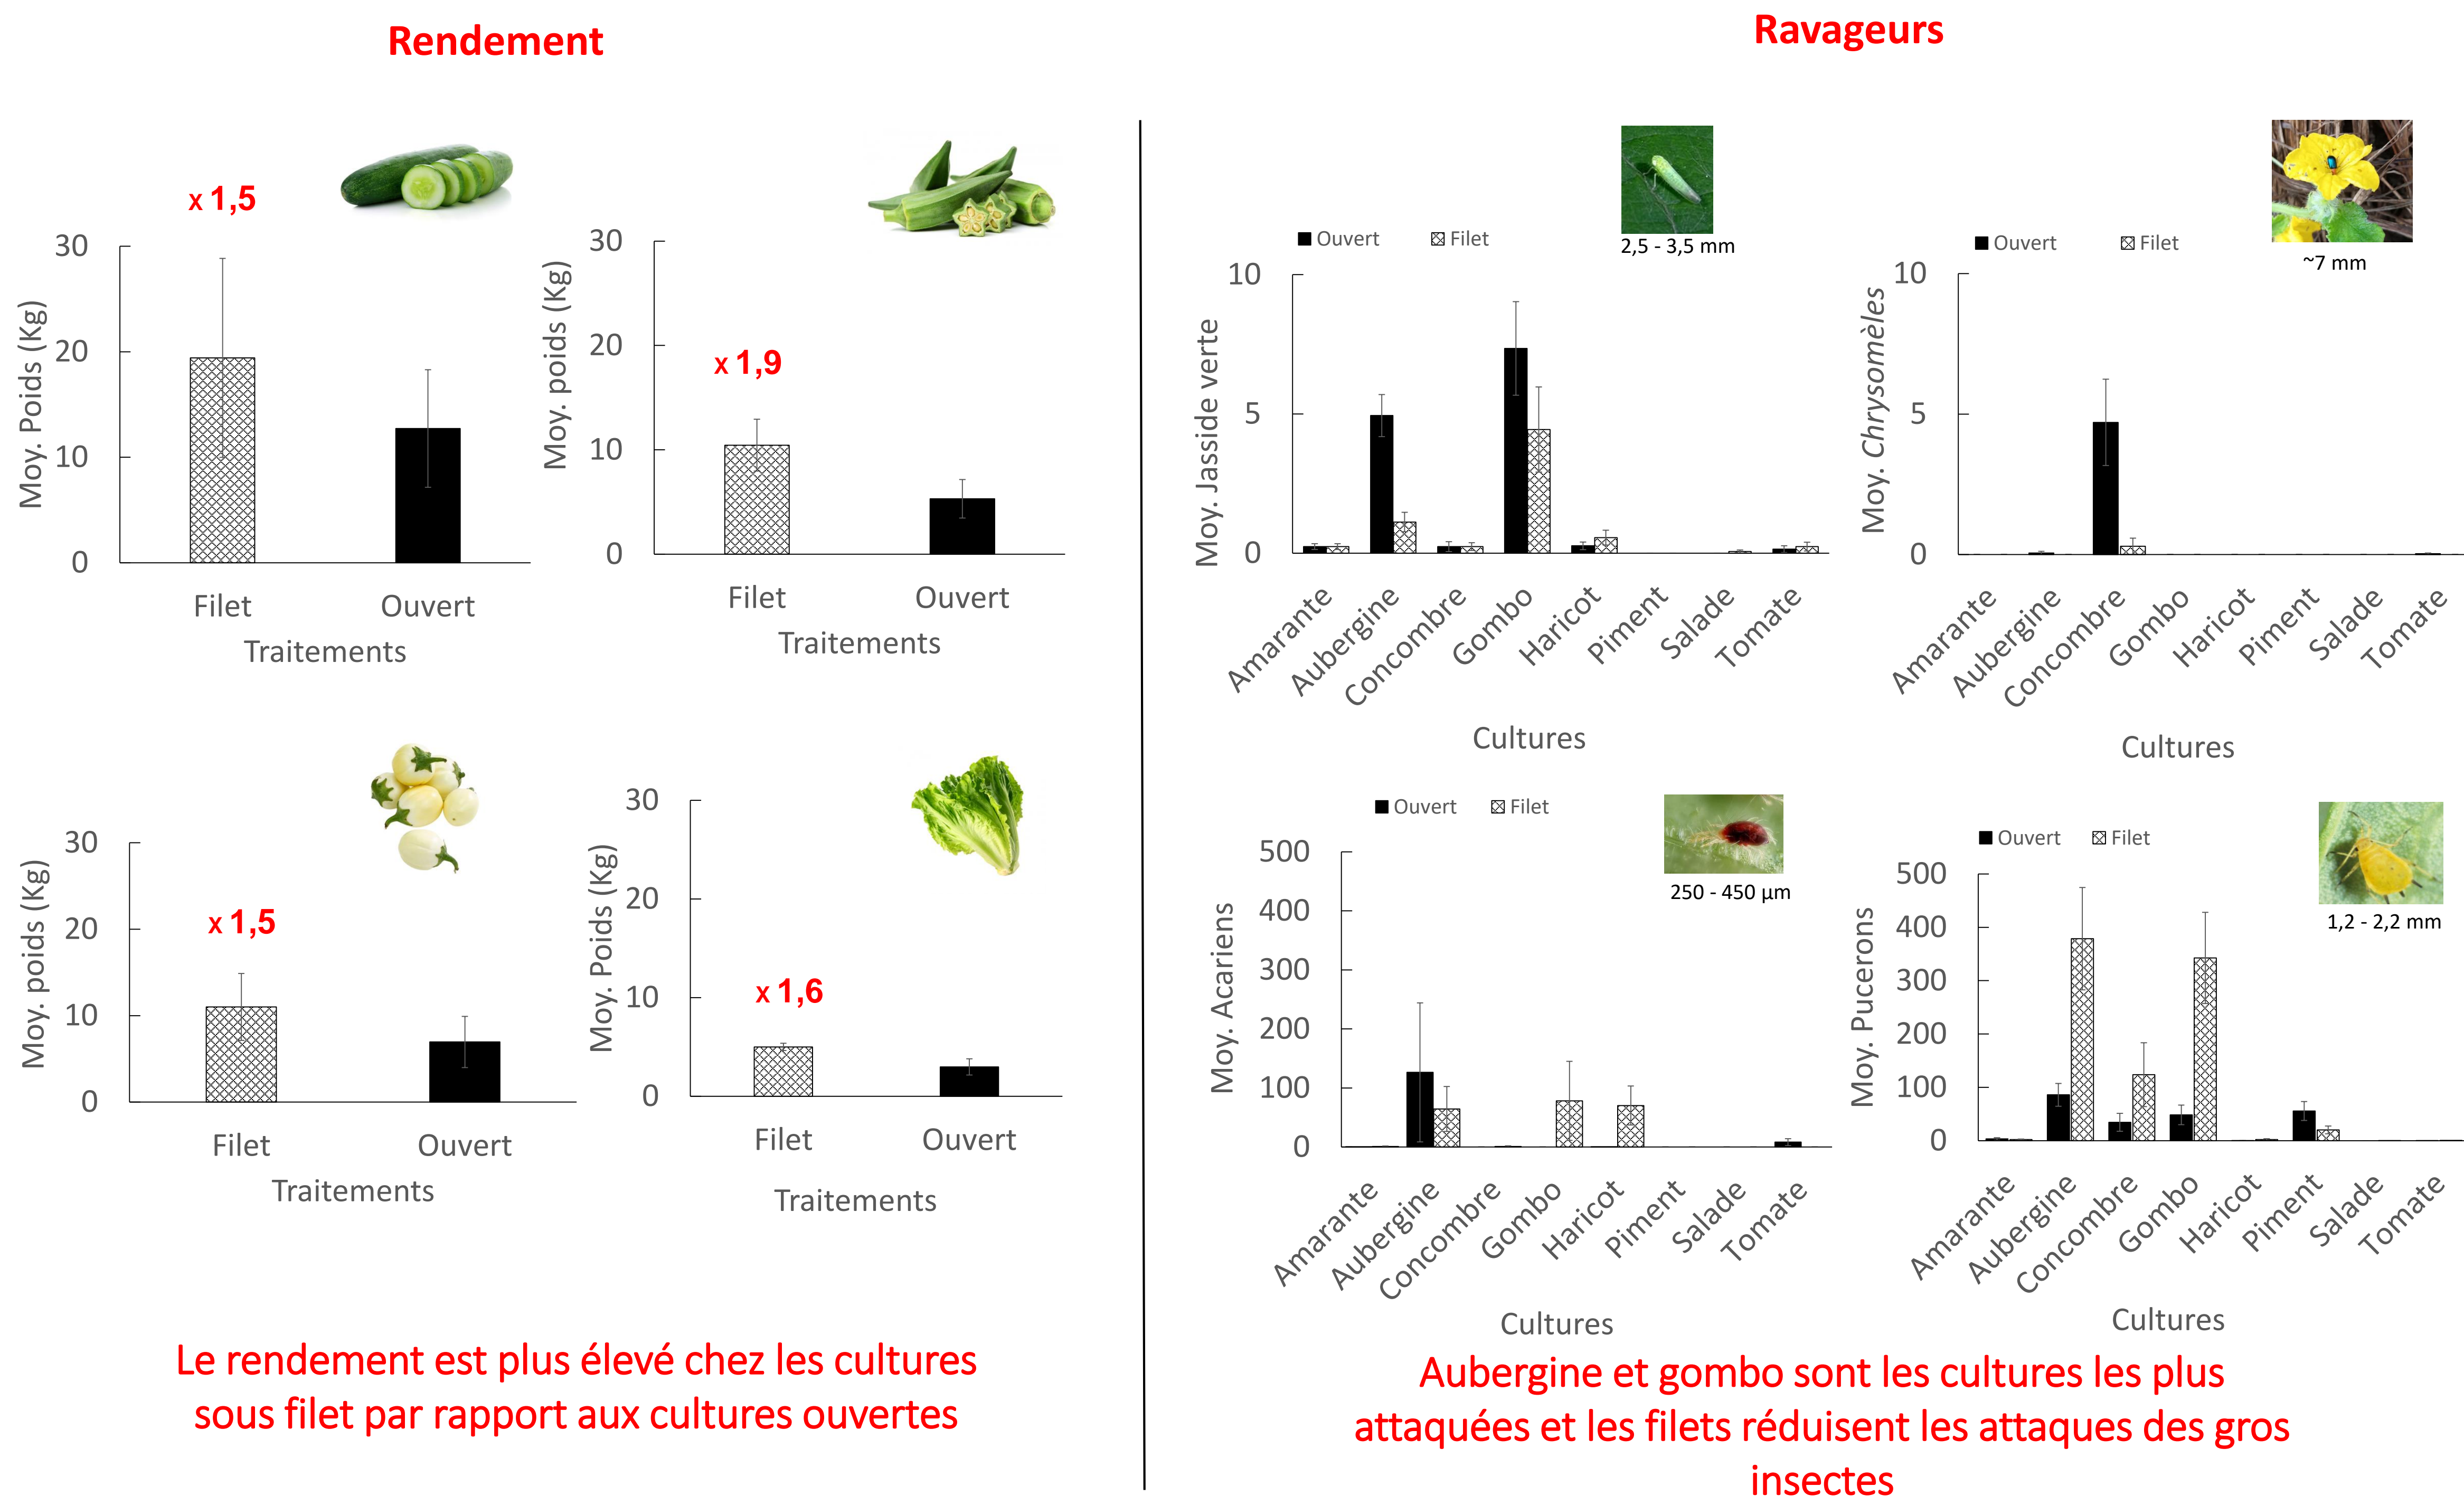 Rendement
x 1,5
30
20
10
0
Moy. Poids (Kg)
Filet
Ouvert
Traitements
x 1,9
30
20
10
0
Moy. poids (Kg)
Filet
Ouvert
Traitements
x 1,5
30
20
10
0
Moy. poids (Kg)
Filet
Ouvert
Traitements
x 1,6
30
20
10
0
Moy. Poids (Kg)
Filet
Ouvert
Traitements
Le rendement est plus élevé chez les cultures
sous filet par rapport aux cultures ouvertes
Ravageurs
2,5 - 3,5 mm
Ouvert
Filet
10
5
0
Moy. Jasside verte
Amarante
Aubergine
Concombre
Gombo
Haricot
Piment
Salade
Tomate
Cultures
~7 mm
Ouvert
Filet
10
5
0
Moy. Chrysomèles
Amarante
Aubergine
Concombre
Gombo
Haricot
Piment
Salade
Tomate
Cultures
Ouvert
Filet
250 - 450 µm
500
400
300
200
100
0
Moy. Acariens
Amarante
Aubergine
Concombre
Gombo
Haricot
Piment
Salade
Tomate
Cultures
Ouvert
Filet
1,2 - 2,2 mm
500
400
300
200
100
0
Moy. Pucerons
Amarante
Aubergine
Concombre
Gombo
Haricot
Piment
Salade
Tomate
Cultures
Aubergine et gombo sont les cultures les plus
attaquées et les filets réduisent les attaques des gros
insectes